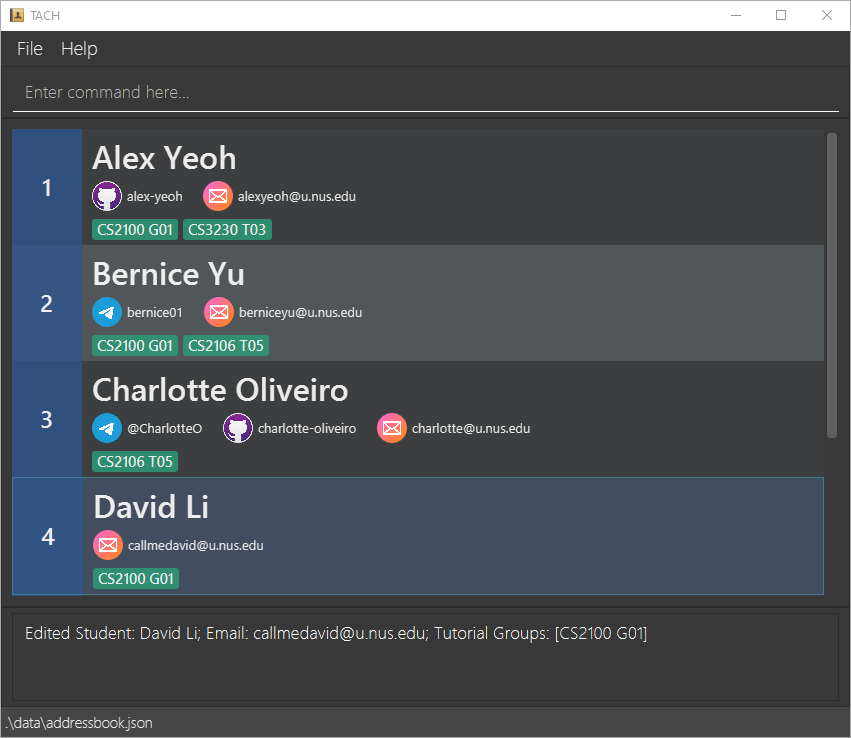 TACH
File Help
Enter command here...
1
Alex Yeoh
alex-yeoh alexyeoh@u.nus.edu
CS2100 G01 CS3230 T03
2
Bernice Yu
bernice01 berniceyu@u.nus.edu
CS2100 G01 CS2106 T05
3
Charlotte Oliveiro
@CharlotteO charlotte-oliveiro charlotte@u.nus.edu
CS2106 T05
4
David Li
callmedavid@u.nus.edu
CS2100 G01
Edited Student: David Li; Email: callmedavid@u.nus.edu; Tutorial Groups: [CS2100 G01]
.\data\addressbook.json